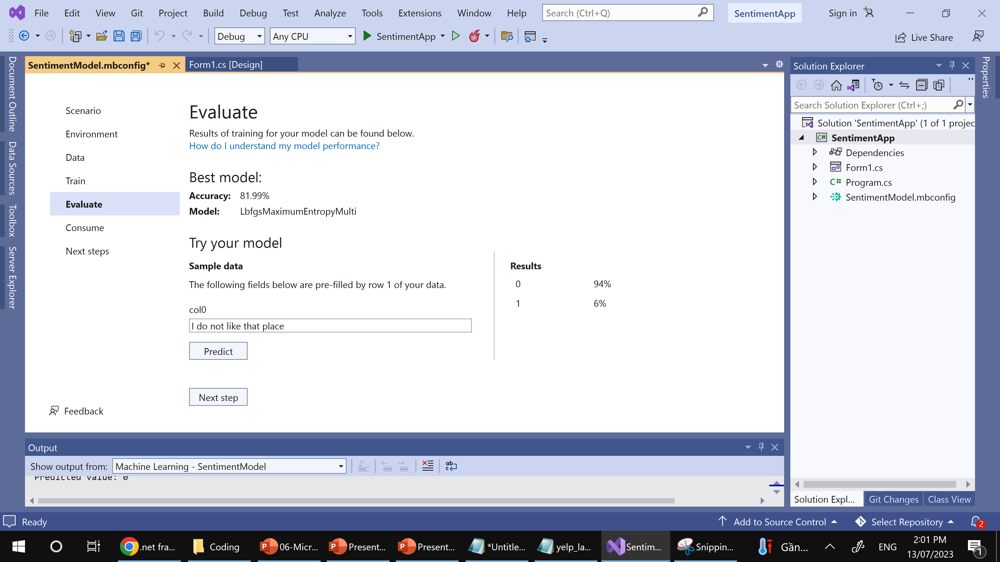 File Edit View Git Project Build Debug Test Analyze Tools Extensions Window Help Search (Ctrl+Q) SentimentApp Sign in
Debug Any CPU SentimentApp Live Share
Document Outline
Data Sources
Toolbox
Server Explorer
SentimentModel.mbconfig* Form1.cs [Design]
Scenario
Environment
Data
Train
Evaluate
Consume
Next steps
Feedback
Evaluate
Results of training for your model can be found below.
How do I understand my model performance?
Best model:
Accuracy: 81.99%
Model: LbfgsMaximumEntropyMulti
Try your model
Sample data
The following fields below are pre-filled by row 1 of your data.
col0
I do not like that place
Predict
Next step
Results
0 94%
1 6%
Solution Explorer
Search Solution Explorer (Ctrl+;)
Solution 'SentimentApp' (1 of 1 projec
C# SentimentApp
Dependencies
Form1.cs
C# Program.cs
SentimentModel.mbconfig
Solution Expl... Git Changes Class View
Properties
Output
Show output from: Machine Learning - SentimentModel
Predicted value: 0
Ready Add to Source Control Select Repository 2
.net fra... Coding 06-Micr... Present... Present... *Untitle... yelp_la... Sentim... Snippin... Gần... ENG 2:01 PM
13/07/2023 1